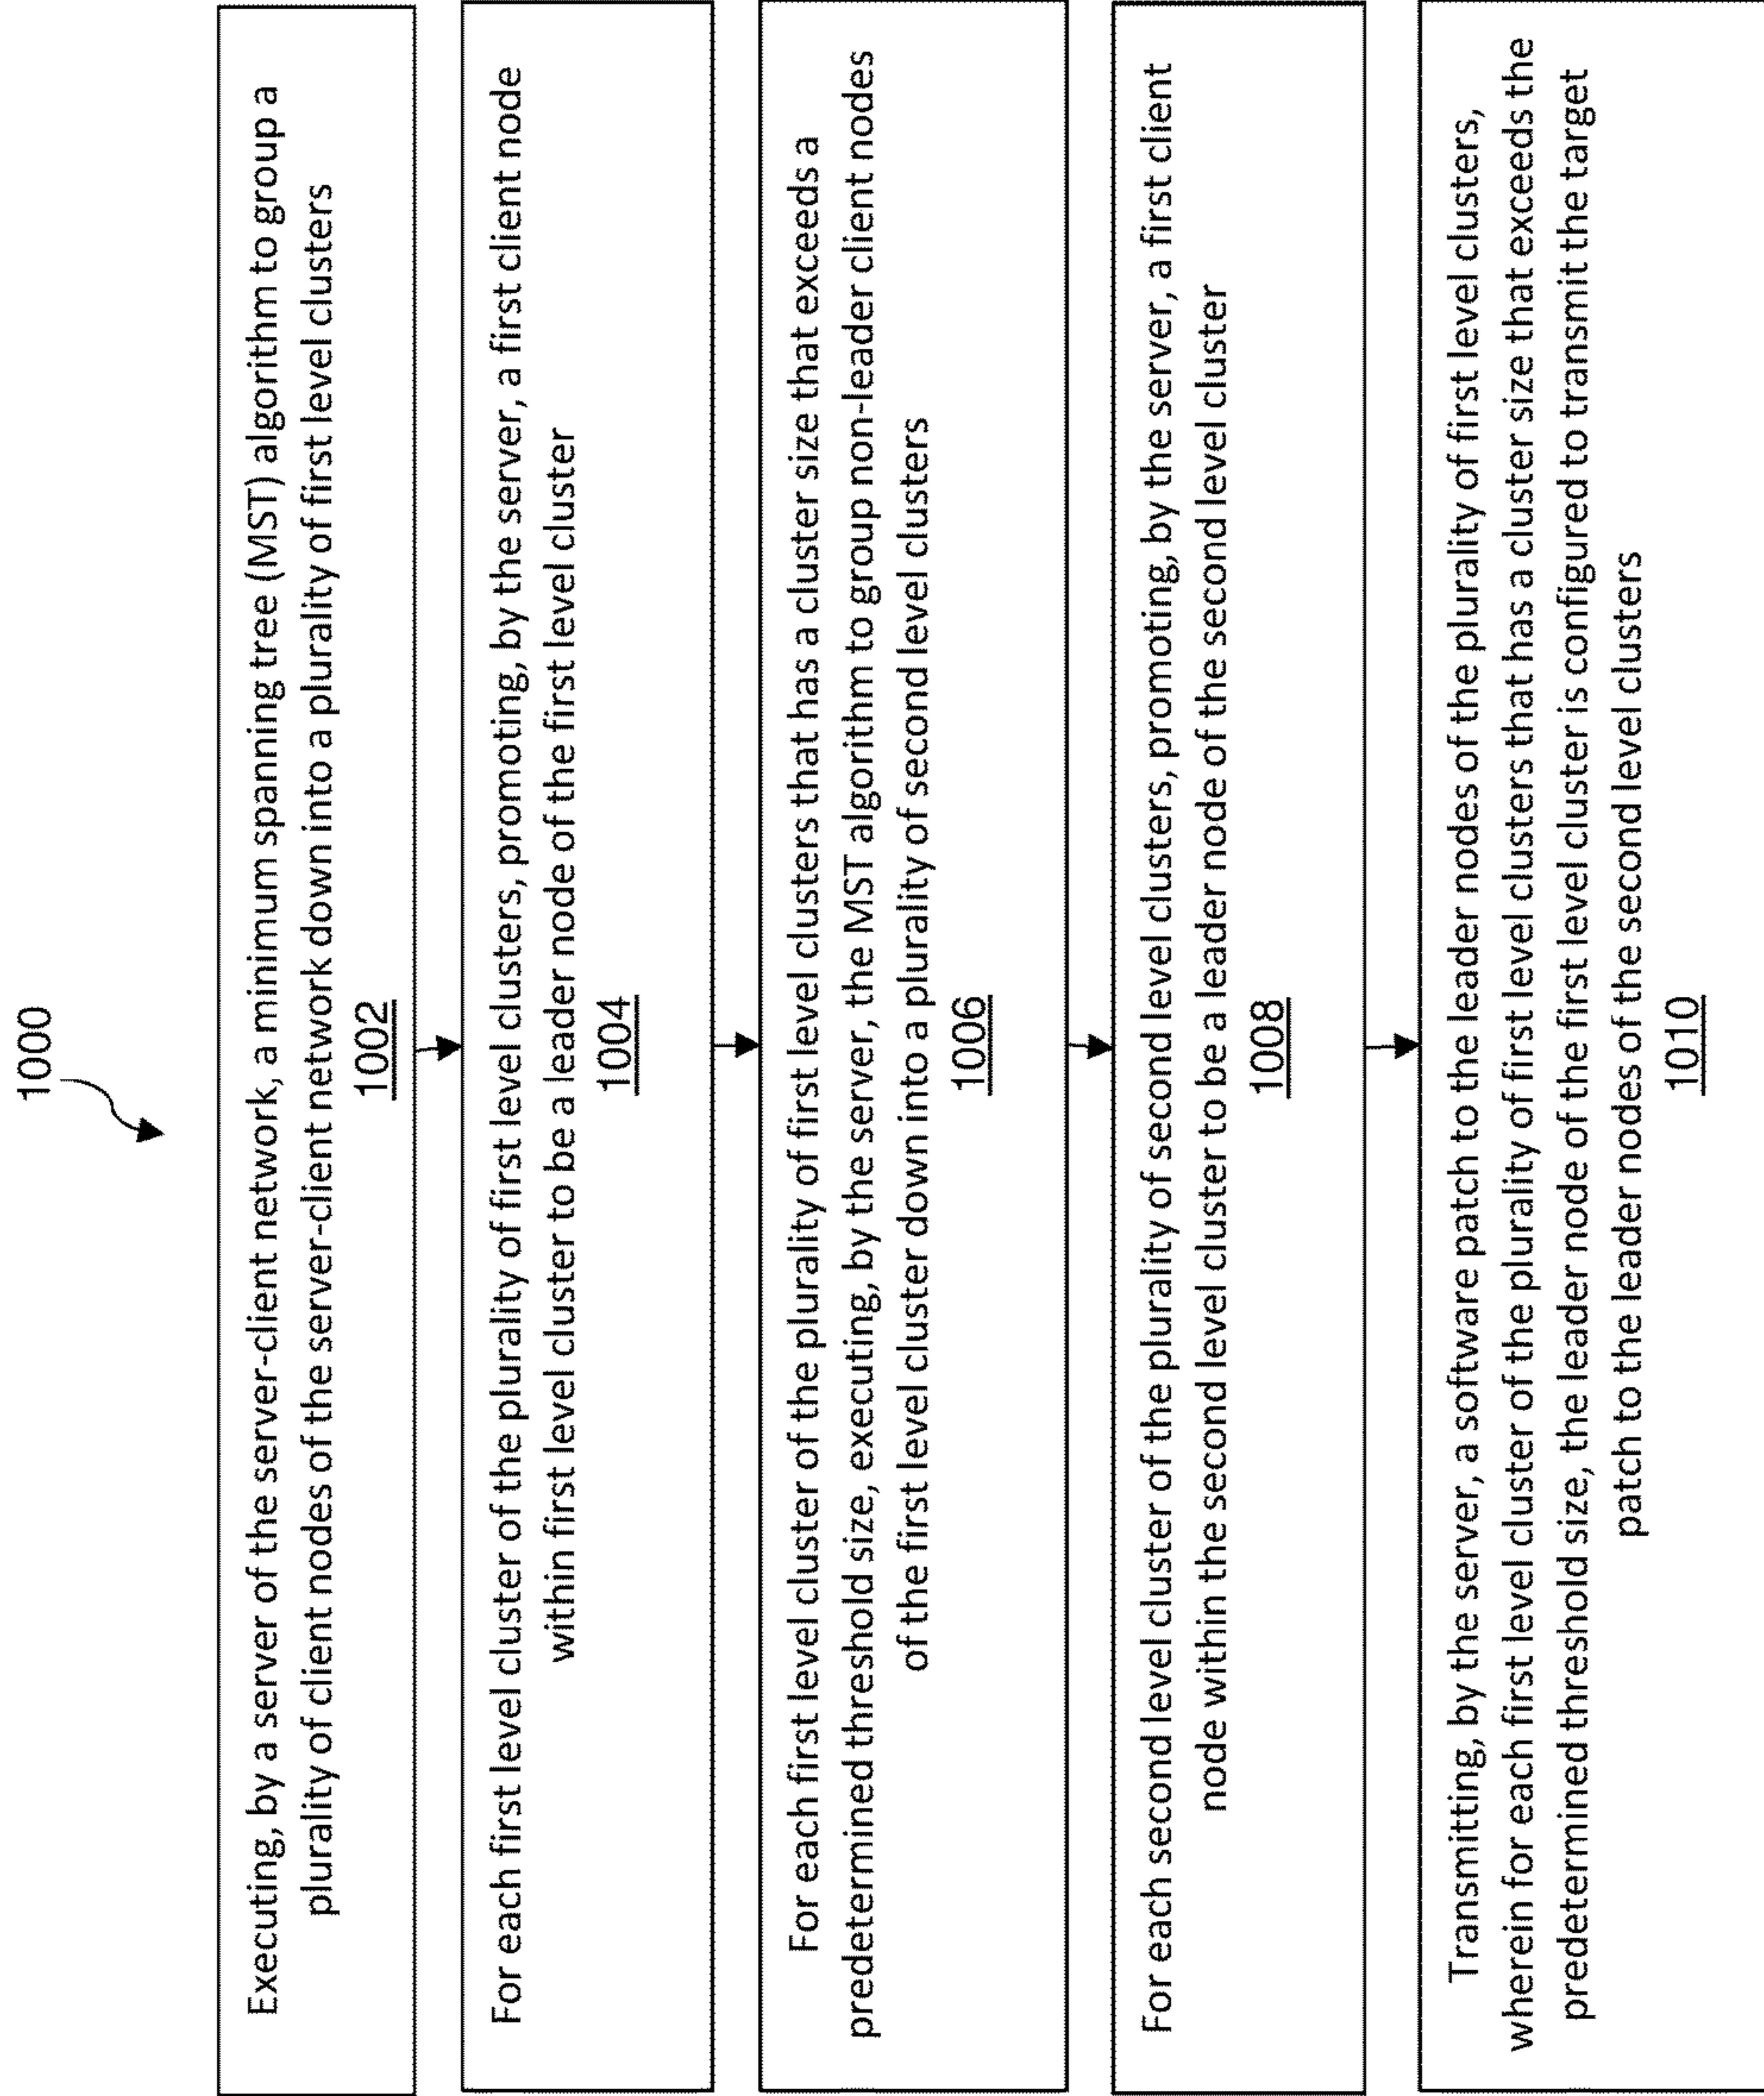 1000
Executing, by a server of the server-client network, a minimum spanning tree (MST) algorithm to group a
plurality of client nodes of the server-client network down into a plurality of first level clusters
1002
For each first level cluster of the plurality of first level clusters, promoting, by the server, a first client node
within first level cluster to be a leader node of the first level cluster
1004
For each first level cluster of the plurality of first level clusters that has a cluster size that exceeds a
predetermined threshold size, executing, by the server, the MST algorithm to group non-leader client nodes
of the first level cluster down into a plurality of second level clusters
1006
For each second level cluster of the plurality of second level clusters, promoting, by the server, a first client
node within the second level cluster to be a leader node of the second level cluster
1008
Transmitting, by the server, a software patch to the leader nodes of the plurality of first level clusters,
wherein for each first level cluster of the plurality of first level clusters that has a cluster size that exceeds the
predetermined threshold size, the leader node of the first level cluster is configured to transmit the target
patch to the leader nodes of the second level clusters
1010